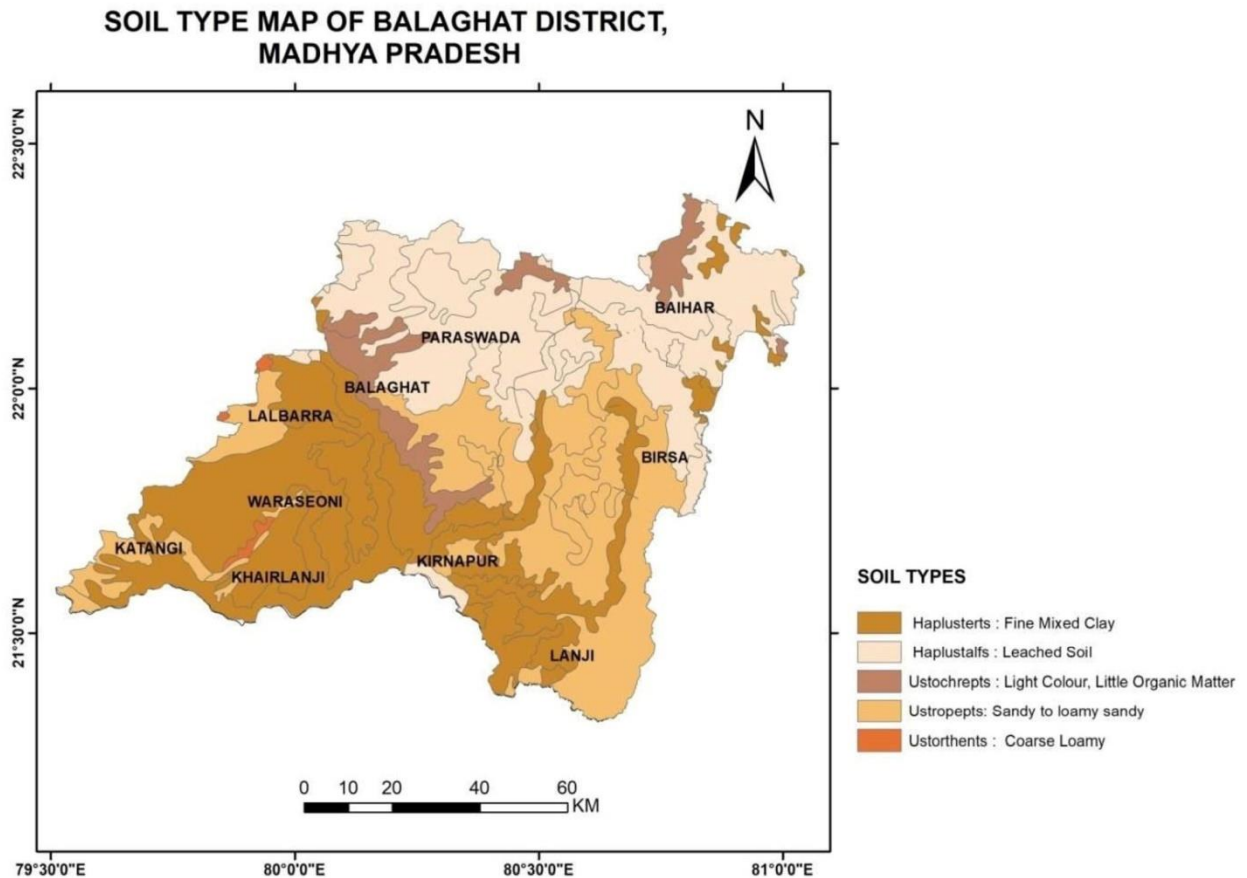 SOIL TYPE MAP OF BALAGHAT DISTRICT,
MADHYA PRADESH
N
22°30'0"N
22°0'0"N
21°30'0"N
BAIHAR
PARASWADA
BALAGHAT
LALBARRA
BIRSA
WARASEONI
KATANGI
KIRNAPUR
KHAIRLANJI
LANJI
0 10 20 40 60
KM
79°30'0"E
80°0'0"E
80°30'0"E
81°0'0"E
SOIL TYPES
Haplusterts : Fine Mixed Clay
Haplustalfs : Leached Soil
Ustochrepts : Light Colour, Little Organic Matter
Ustropepts: Sandy to loamy sandy
Ustorthents : Coarse Loamy